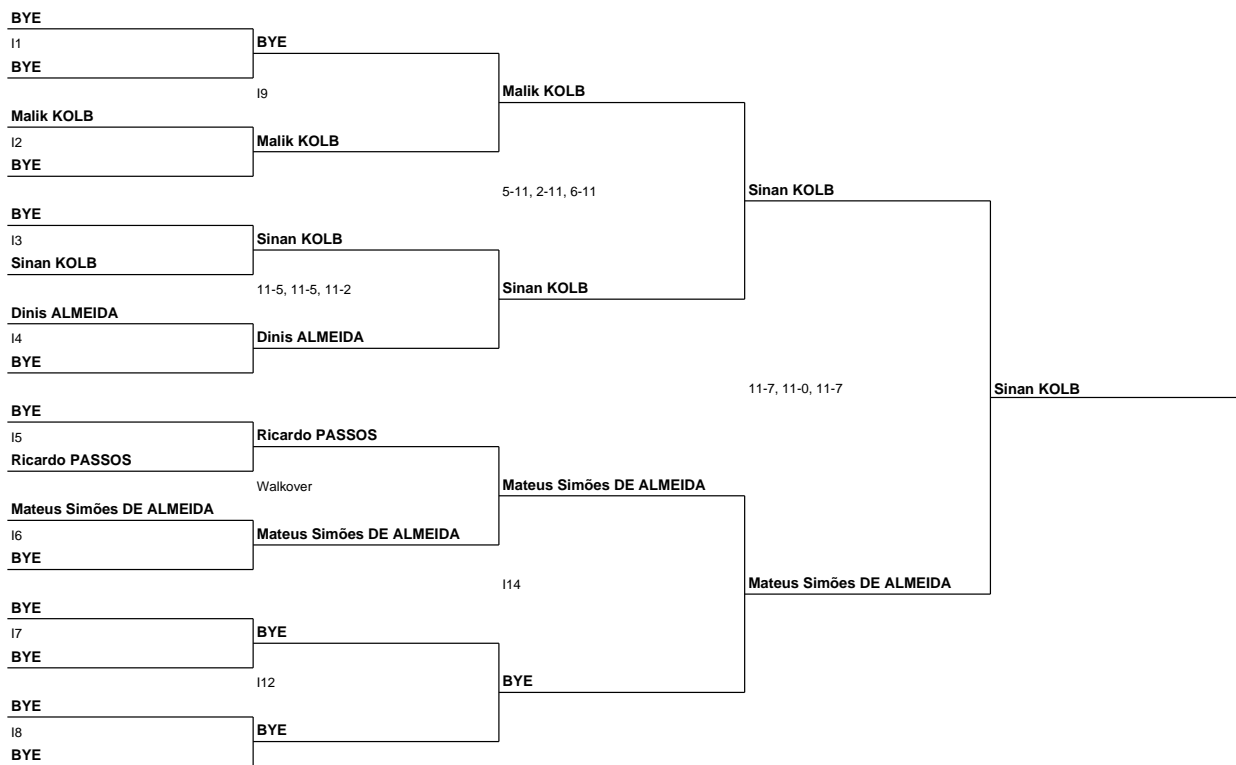 BYE
I1
BYE
BYE
I9
Malik KOLB
Malik KOLB
I2
Malik KOLB
BYE
5-11, 2-11, 6-11
Sinan KOLB
BYE
I3
Sinan KOLB
Sinan KOLB
11-5, 11-5, 11-2
Sinan KOLB
Dinis ALMEIDA
I4
Dinis ALMEIDA
BYE
11-7, 11-0, 11-7
Sinan KOLB
BYE
I5
Ricardo PASSOS
Ricardo PASSOS
Walkover
Mateus Simões DE ALMEIDA
Mateus Simões DE ALMEIDA
I6
Mateus Simões DE ALMEIDA
BYE
I14
Mateus Simões DE ALMEIDA
BYE
I7
BYE
BYE
I12
BYE
BYE
I8
BYE
BYE